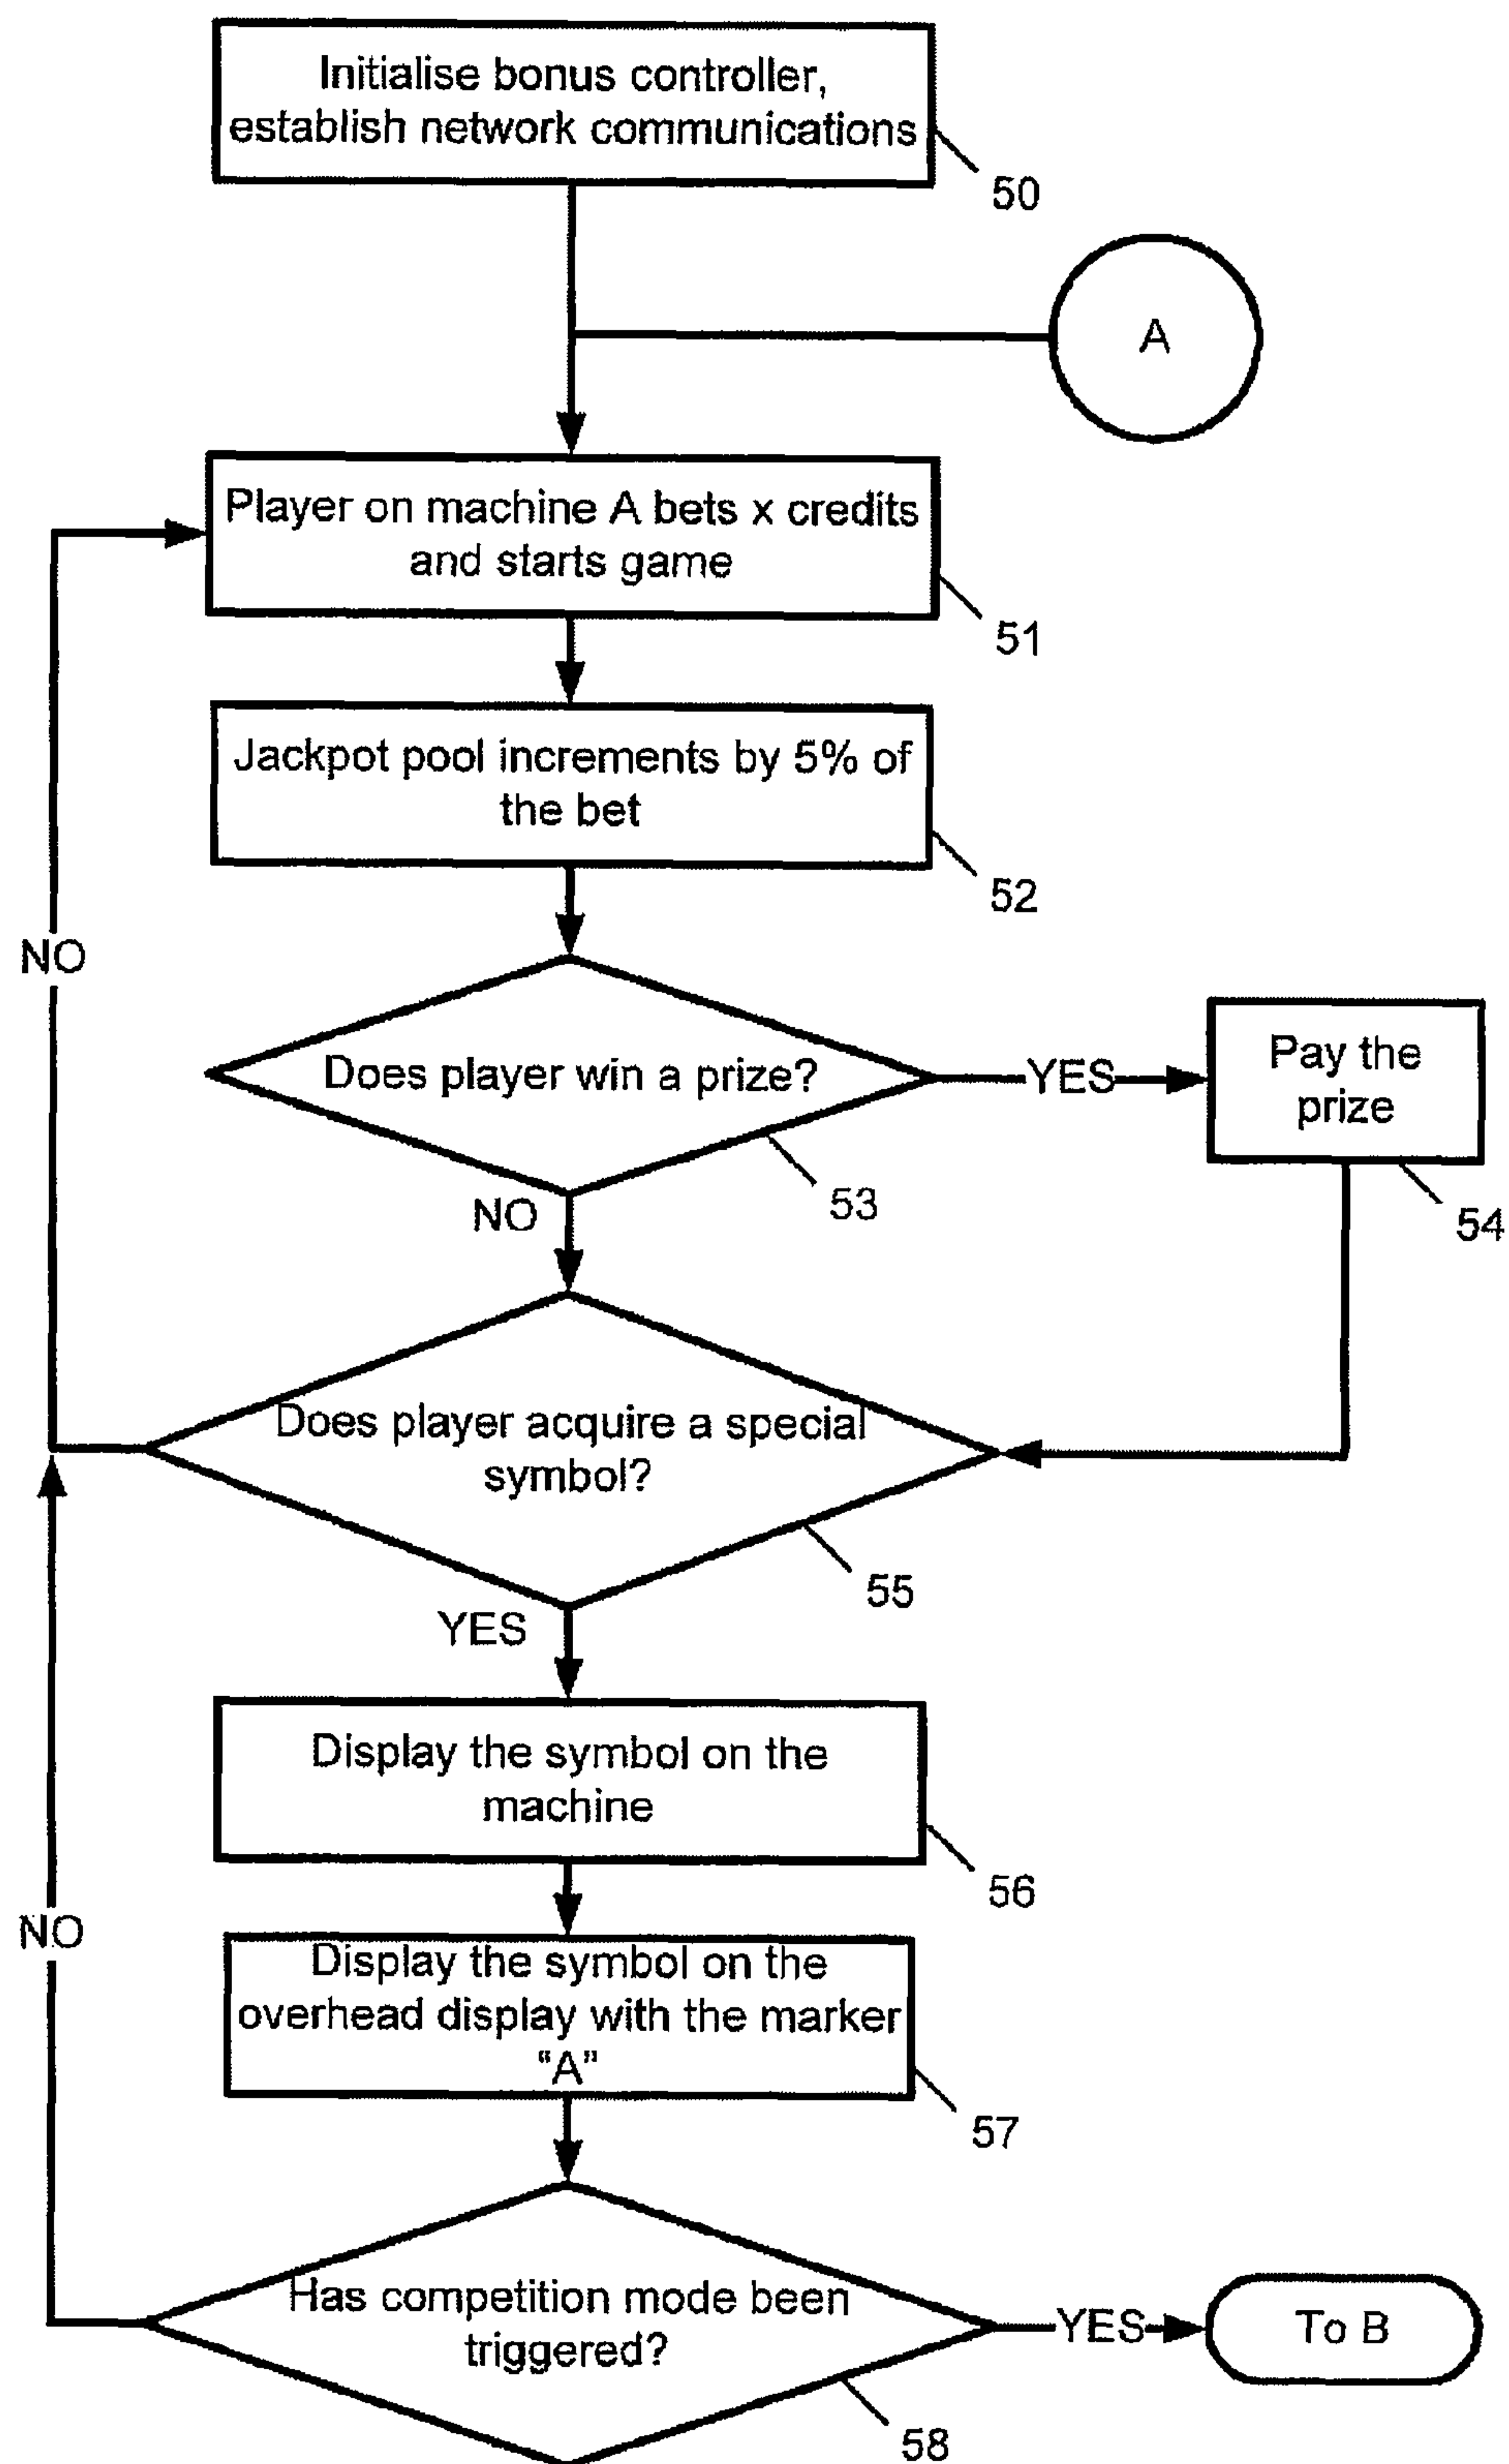 Initialise bonus controller,
establish network communications
50
A
Player on machine A bets x credits
and starts game
51
Jackpot pool increments by 5% of
the bet
52
NO
Does player win a prize?
YES
Pay the
prize
53
54
NO
Does player acquire a special
symbol?
55
YES
Display the symbol on the
machine
56
NO
Display the symbol on the
overhead display with the marker
“A”
57
Has competition mode been
triggered?
YES
To B
58